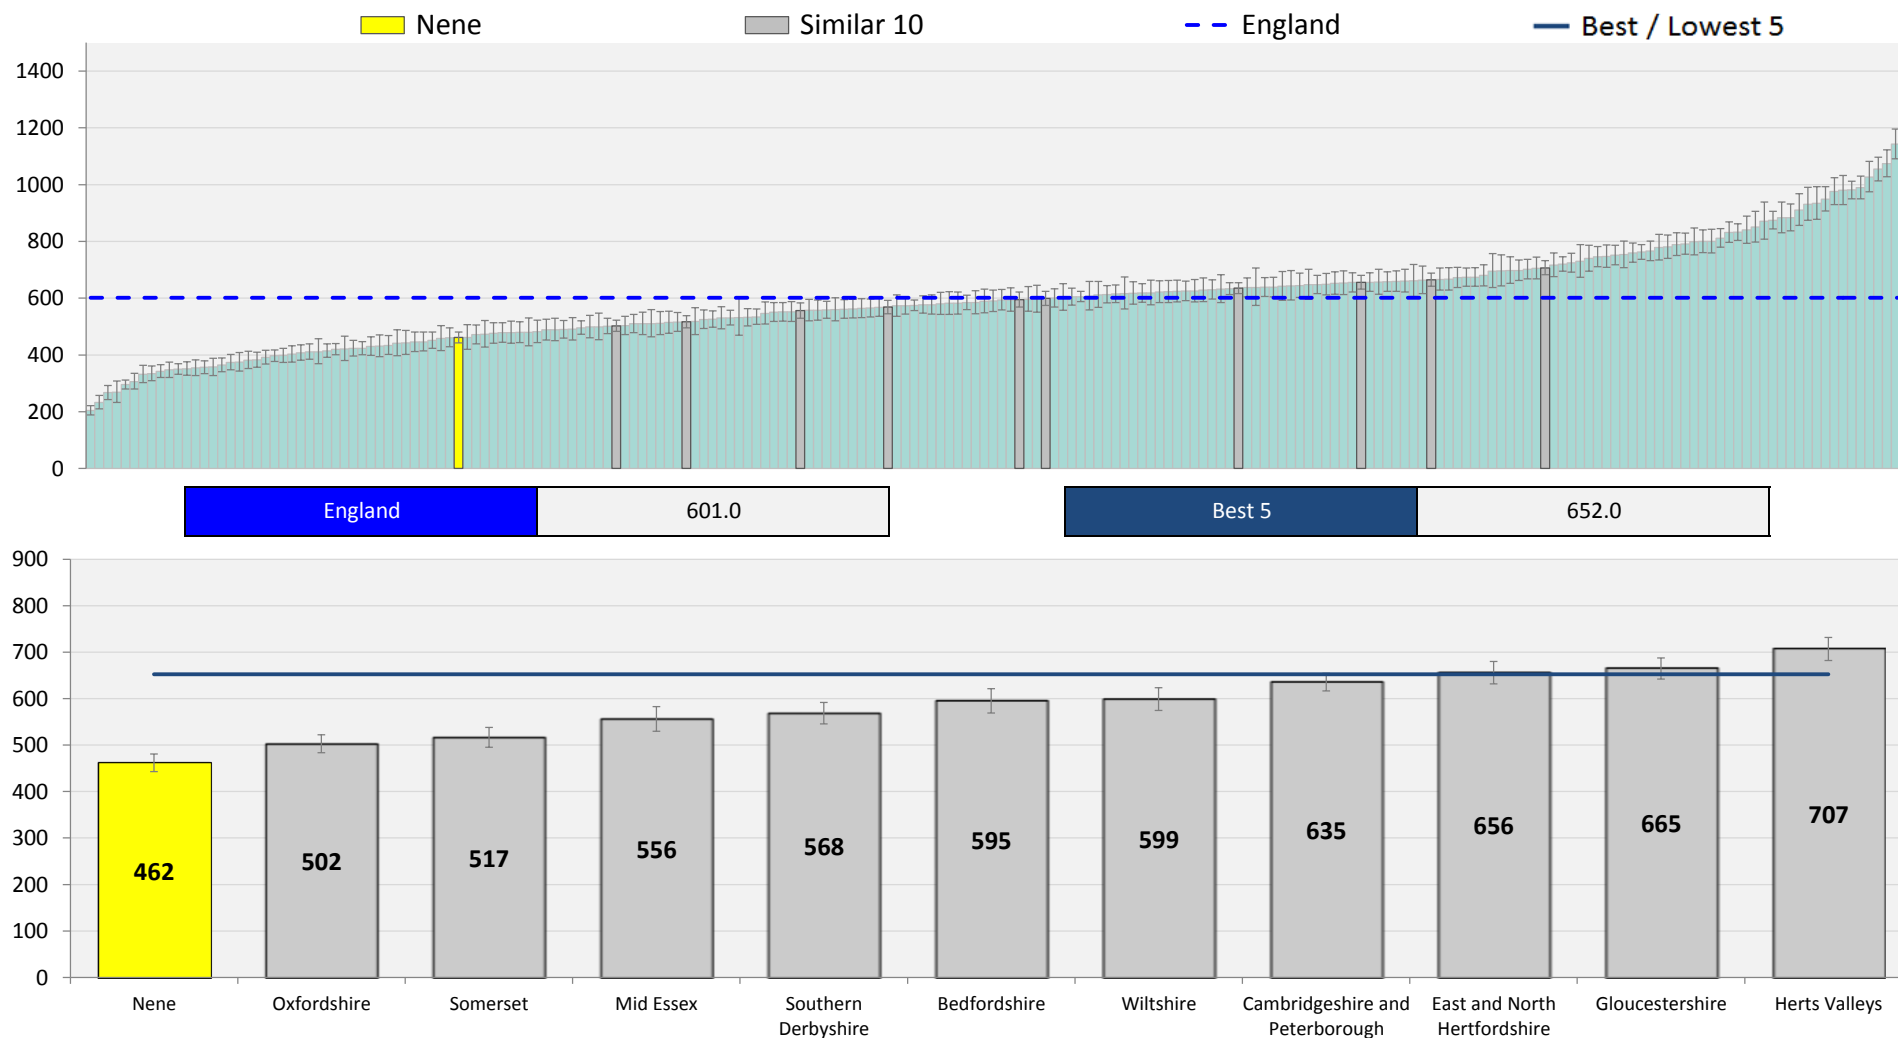 Nene
Similar 10
England
Best / Lowest 5
1400
1200
1000
800
600
400
200
0
England 601.0 Best 5 652.0
900
800
700
600
500
400
300
200
100
0
462 502 517 556 568 595 599 635 656 665 707
Nene
Oxfordshire
Somerset
Mid Essex
Southern
Derbyshire
Bedfordshire
Wiltshire
Cambridgeshire and
Peterborough
East and North
Hertfordshire
Gloucestershire
Herts Valleys